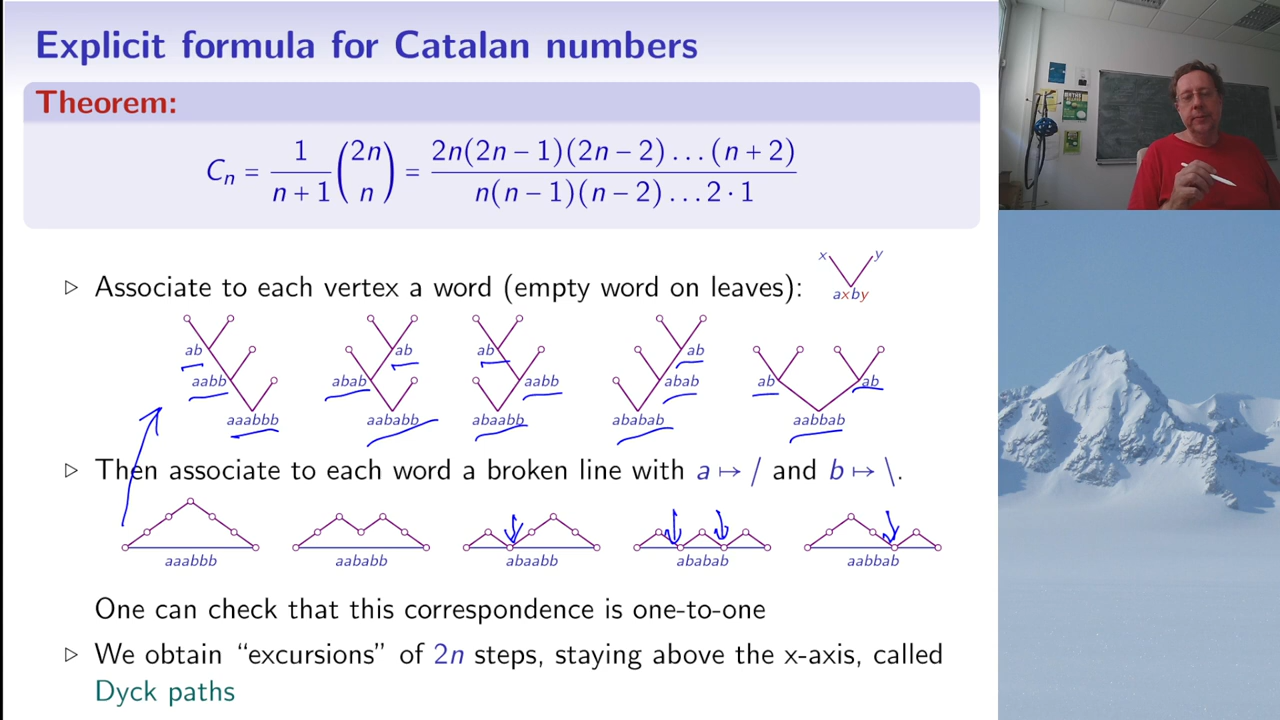 Explicit formula for Catalan numbers
Theorem:
C_n = \frac{1}{n+1} \binom{2n}{n} = \frac{2n(2n − 1)(2n − 2) . . . (n + 2)}{n(n − 1)(n − 2) . . . 2 · 1}
x y
▷ Associate to each vertex a word (empty word on leaves):
axby
ab ab ab ab
aabb abab aabb abab ab ab
aaabbb aababb abaabb ababab aabbab
▷ Then associate to each word a broken line with a ↦ / and b ↦ \.
aaabbb aababb abaabb ababab aabbab
One can check that this correspondence is one-to-one
▷ We obtain “excursions” of 2n steps, staying above the x-axis, called
Dyck paths